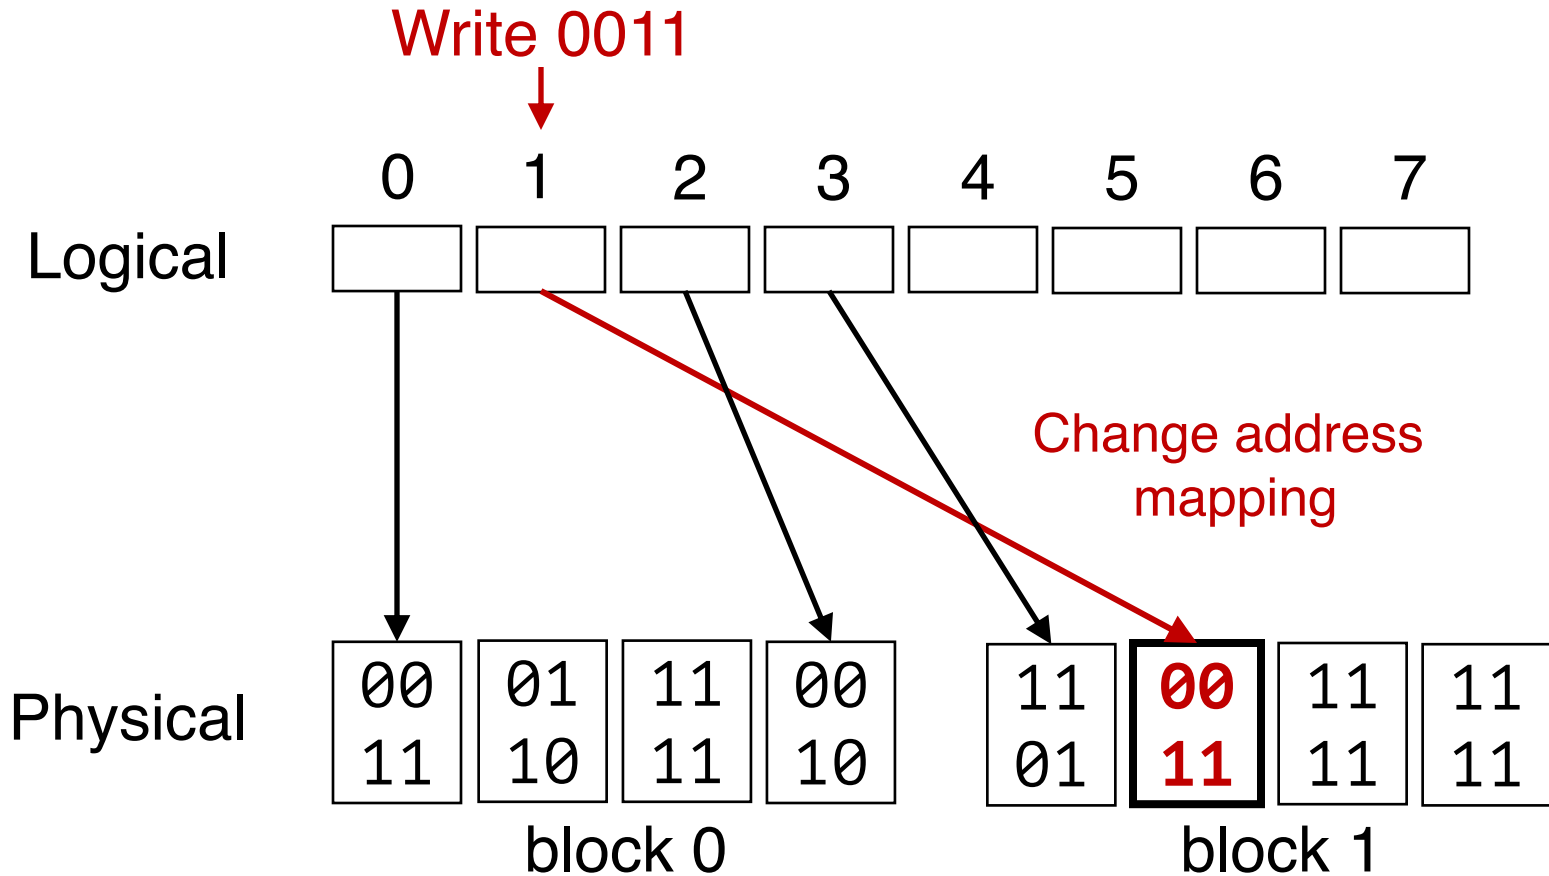 Write 0011
0 1 2 3 4 5 6 7
Logical
Change address
mapping
Physical
00 01 11 00 11 00 11 11
11 10 11 10 01 11 11 11
block 0 block 1